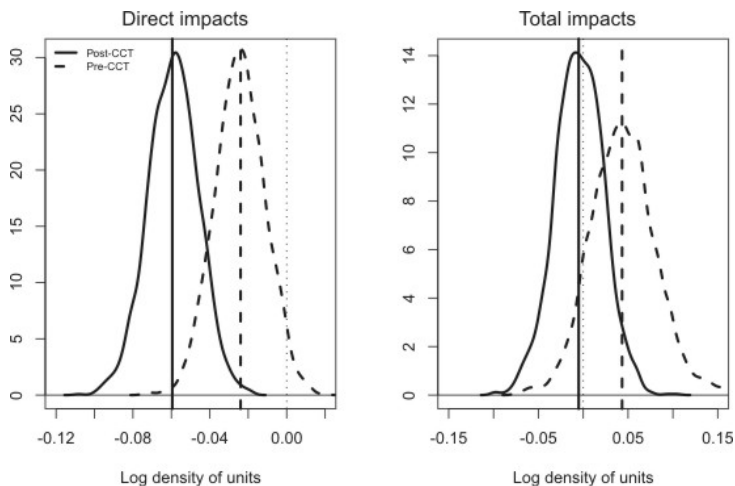 Direct impacts
Post-CCT
Pre-CCT
30
25
20
15
10
5
0
-0.12 -0.08 -0.04 0.00
Log density of units
Total impacts
14
12
10
8
6
4
2
0
-0.15 -0.05 0.05 0.15
Log density of units